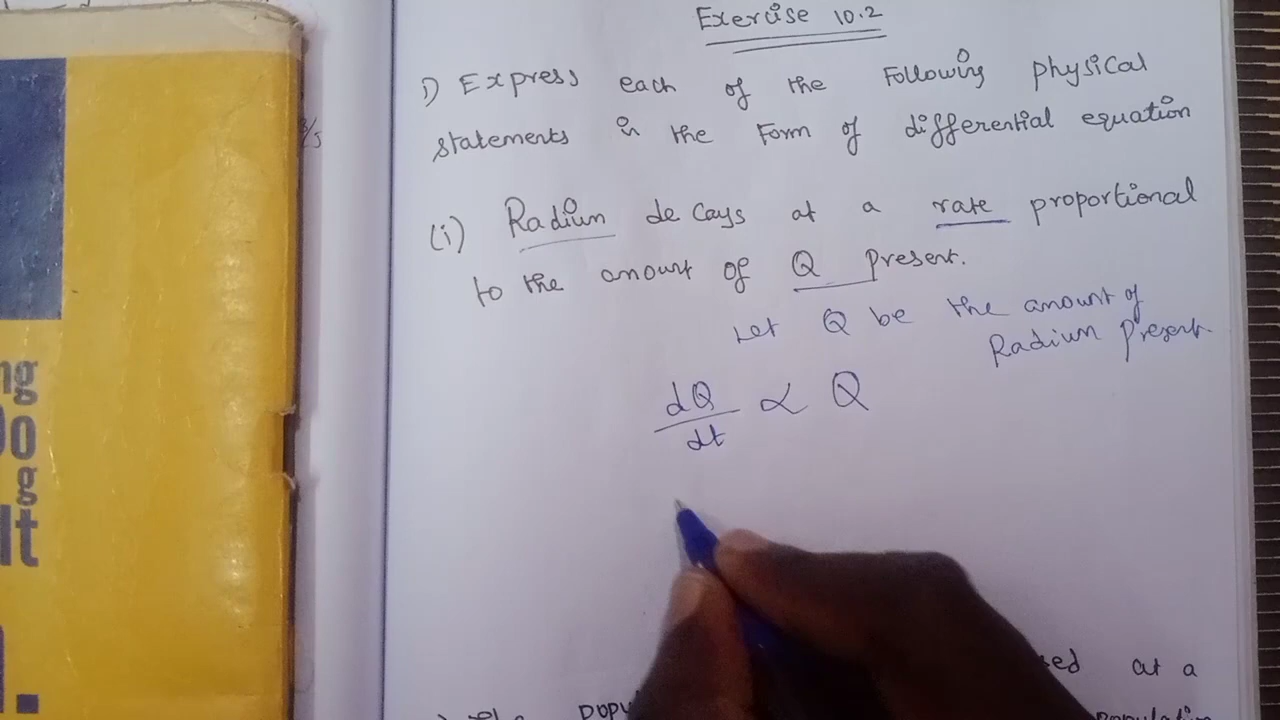 Exercise 10.2
1) Express each of the Following physical
statements in the Form of differential equation
(i) Radium decays at a rate proportional
to the amount of Q present.
Let Q be the amount of
Radium Present
dQ/dt ∝ Q
at a